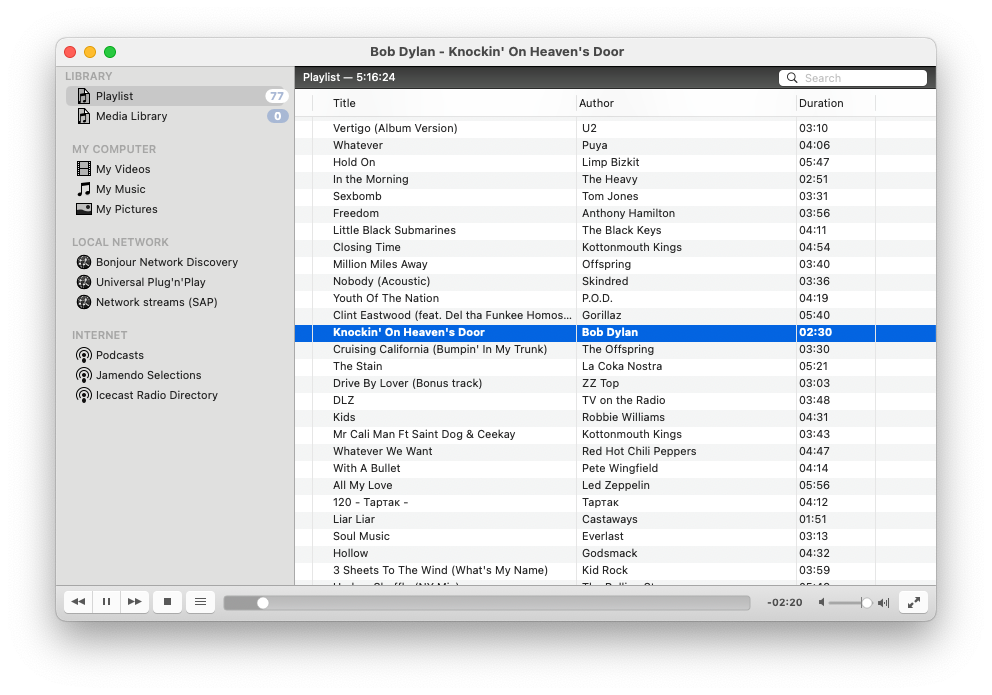 Bob Dylan - Knockin' On Heaven's Door
LIBRARY
Playlist 77
Media Library 0
MY COMPUTER
My Videos
My Music
My Pictures
LOCAL NETWORK
Bonjour Network Discovery
Universal Plug'n'Play
Network streams (SAP)
INTERNET
Podcasts
Jamendo Selections
Icecast Radio Directory
Playlist — 5:16:24 Search
Title Author Duration
Vertigo (Album Version) U2 03:10
Whatever Puya 04:06
Hold On Limp Bizkit 05:47
In the Morning The Heavy 02:51
Sexbomb Tom Jones 03:31
Freedom Anthony Hamilton 03:56
Little Black Submarines The Black Keys 04:11
Closing Time Kottonmouth Kings 04:54
Million Miles Away Offspring 03:40
Nobody (Acoustic) Skindred 03:36
Youth Of The Nation P.O.D. 04:19
Clint Eastwood (feat. Del tha Funkee Homos... Gorillaz 05:40
Knockin' On Heaven's Door Bob Dylan 02:30
Cruising California (Bumpin' In My Trunk) The Offspring 03:30
The Stain La Coka Nostra 05:21
Drive By Lover (Bonus track) ZZ Top 03:03
DLZ TV on the Radio 03:48
Kids Robbie Williams 04:31
Mr Cali Man Ft Saint Dog & Ceekay Kottonmouth Kings 03:43
Whatever We Want Red Hot Chili Peppers 04:47
With A Bullet Pete Wingfield 04:14
All My Love Led Zeppelin 05:56
120 - Тартак - Тартак 04:12
Liar Liar Castaways 01:51
Soul Music Everlast 03:13
Hollow Godsmack 04:32
3 Sheets To The Wind (What's My Name) Kid Rock 03:59
-02:20